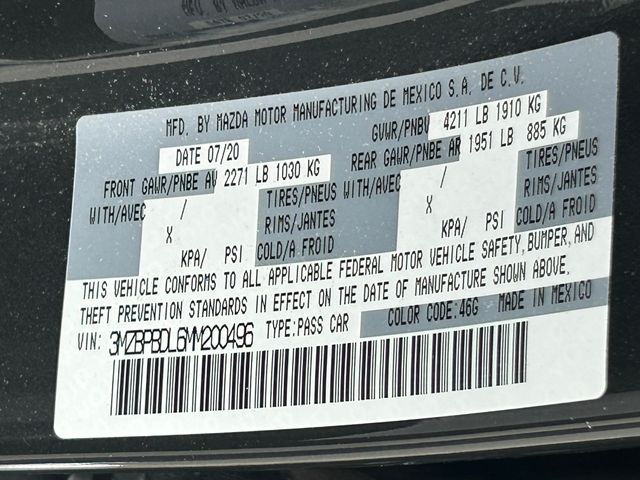 MFD. BY MAZDA MOTOR MANUFACTURING DE MEXICO S.A. DE C.V.
DATE 07/20 GVWR/PNBV 4211 LB 1910 KG
FRONT GAWR/PNBE AV 2271 LB 1030 KG REAR GAWR/PNBE AR 1951 LB 885 KG
WITH/AVEC / TIRES/PNEUS WITH/AVEC / TIRES/PNEUS
X RIMS/JANTES X RIMS/JANTES
KPA/ PSI COLD/A FROID KPA/ PSI COLD/A FROID
THIS VEHICLE CONFORMS TO ALL APPLICABLE FEDERAL MOTOR VEHICLE SAFETY, BUMPER, AND
THEFT PREVENTION STANDARDS IN EFFECT ON THE DATE OF MANUFACTURE SHOWN ABOVE.
VIN: 3MZBPBDL6MM200496 TYPE:PASS CAR COLOR CODE:46G MADE IN MEXICO